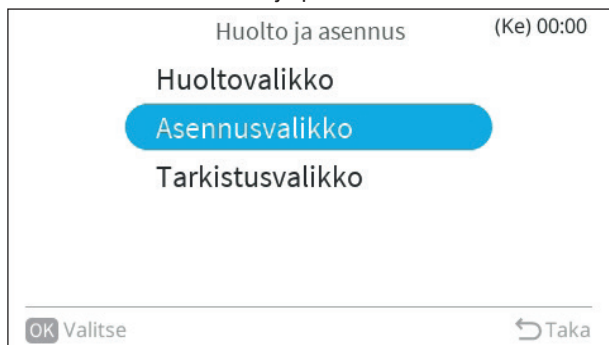 Huolto ja asennus (Ke) 00:00
Huoltovalikko
Asennusvalikko
Tarkistusvalikko
OK Valitse Taka